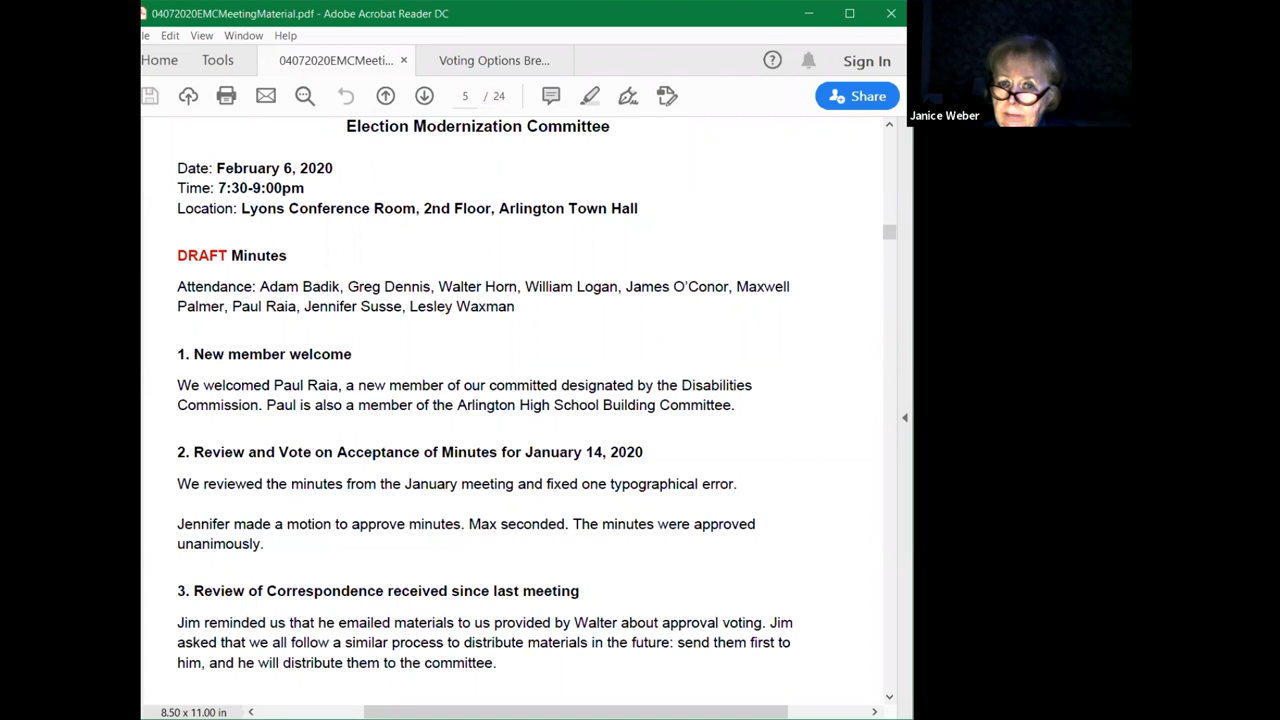 04072020EMCMeetingMaterial.pdf - Adobe Acrobat Reader DC
le Edit View Window Help
Home Tools 04072020EMCMeeti... × Voting Options Bre... Sign In
5 / 24 Share
Janice Weber
Election Modernization Committee
Date: February 6, 2020
Time: 7:30-9:00pm
Location: Lyons Conference Room, 2nd Floor, Arlington Town Hall
DRAFT Minutes
Attendance: Adam Badik, Greg Dennis, Walter Horn, William Logan, James O'Conor, Maxwell
Palmer, Paul Raia, Jennifer Susse, Lesley Waxman
1. New member welcome
We welcomed Paul Raia, a new member of our committed designated by the Disabilities
Commission. Paul is also a member of the Arlington High School Building Committee.
2. Review and Vote on Acceptance of Minutes for January 14, 2020
We reviewed the minutes from the January meeting and fixed one typographical error.
Jennifer made a motion to approve minutes. Max seconded. The minutes were approved
unanimously.
3. Review of Correspondence received since last meeting
Jim reminded us that he emailed materials to us provided by Walter about approval voting. Jim
asked that we all follow a similar process to distribute materials in the future: send them first to
him, and he will distribute them to the committee.
8.50 x 11.00 in